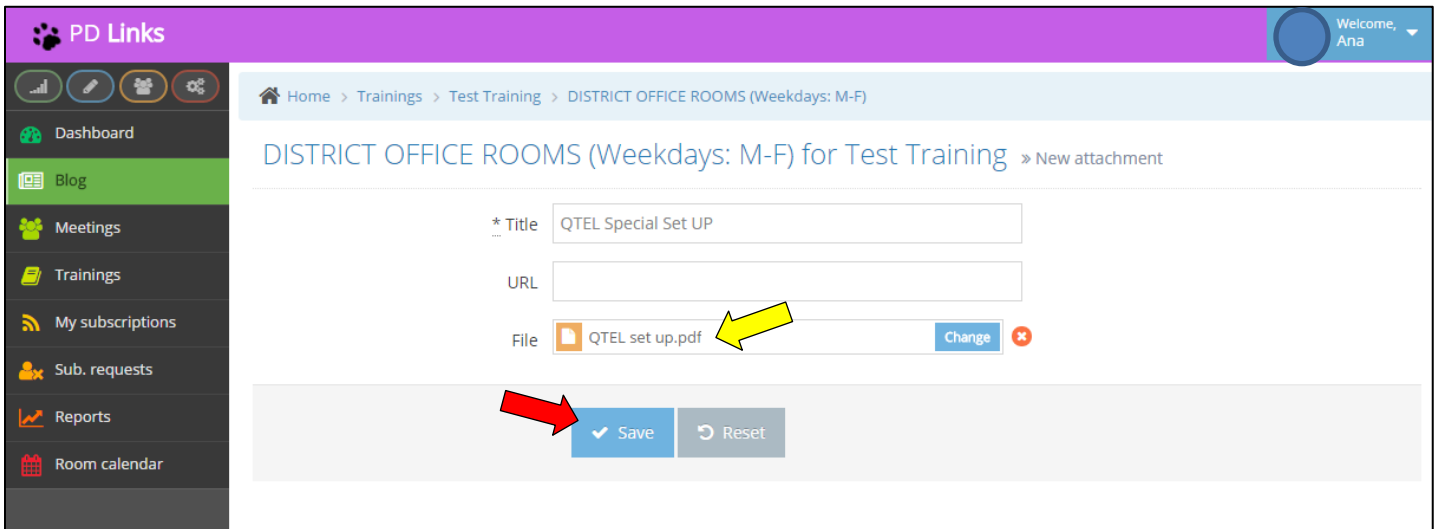 PD Links
Welcome,
Ana
Home > Trainings > Test Training > DISTRICT OFFICE ROOMS (Weekdays: M-F)
Dashboard
Blog
Meetings
Trainings
My subscriptions
Sub. requests
Reports
Room calendar
DISTRICT OFFICE ROOMS (Weekdays: M-F) for Test Training » New attachment
* Title QTEL Special Set UP
URL
File QTEL set up.pdf Change
Save Reset